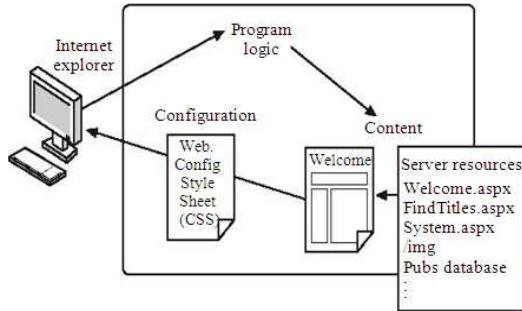 Internet
explorer
Program
logic
Configuration
Web.
Config
Style
Sheet
(CSS)
Content
Welcome
Server resources
Welcome.aspx
FindTitles.aspx
System.aspx
/img
Pubs database
: